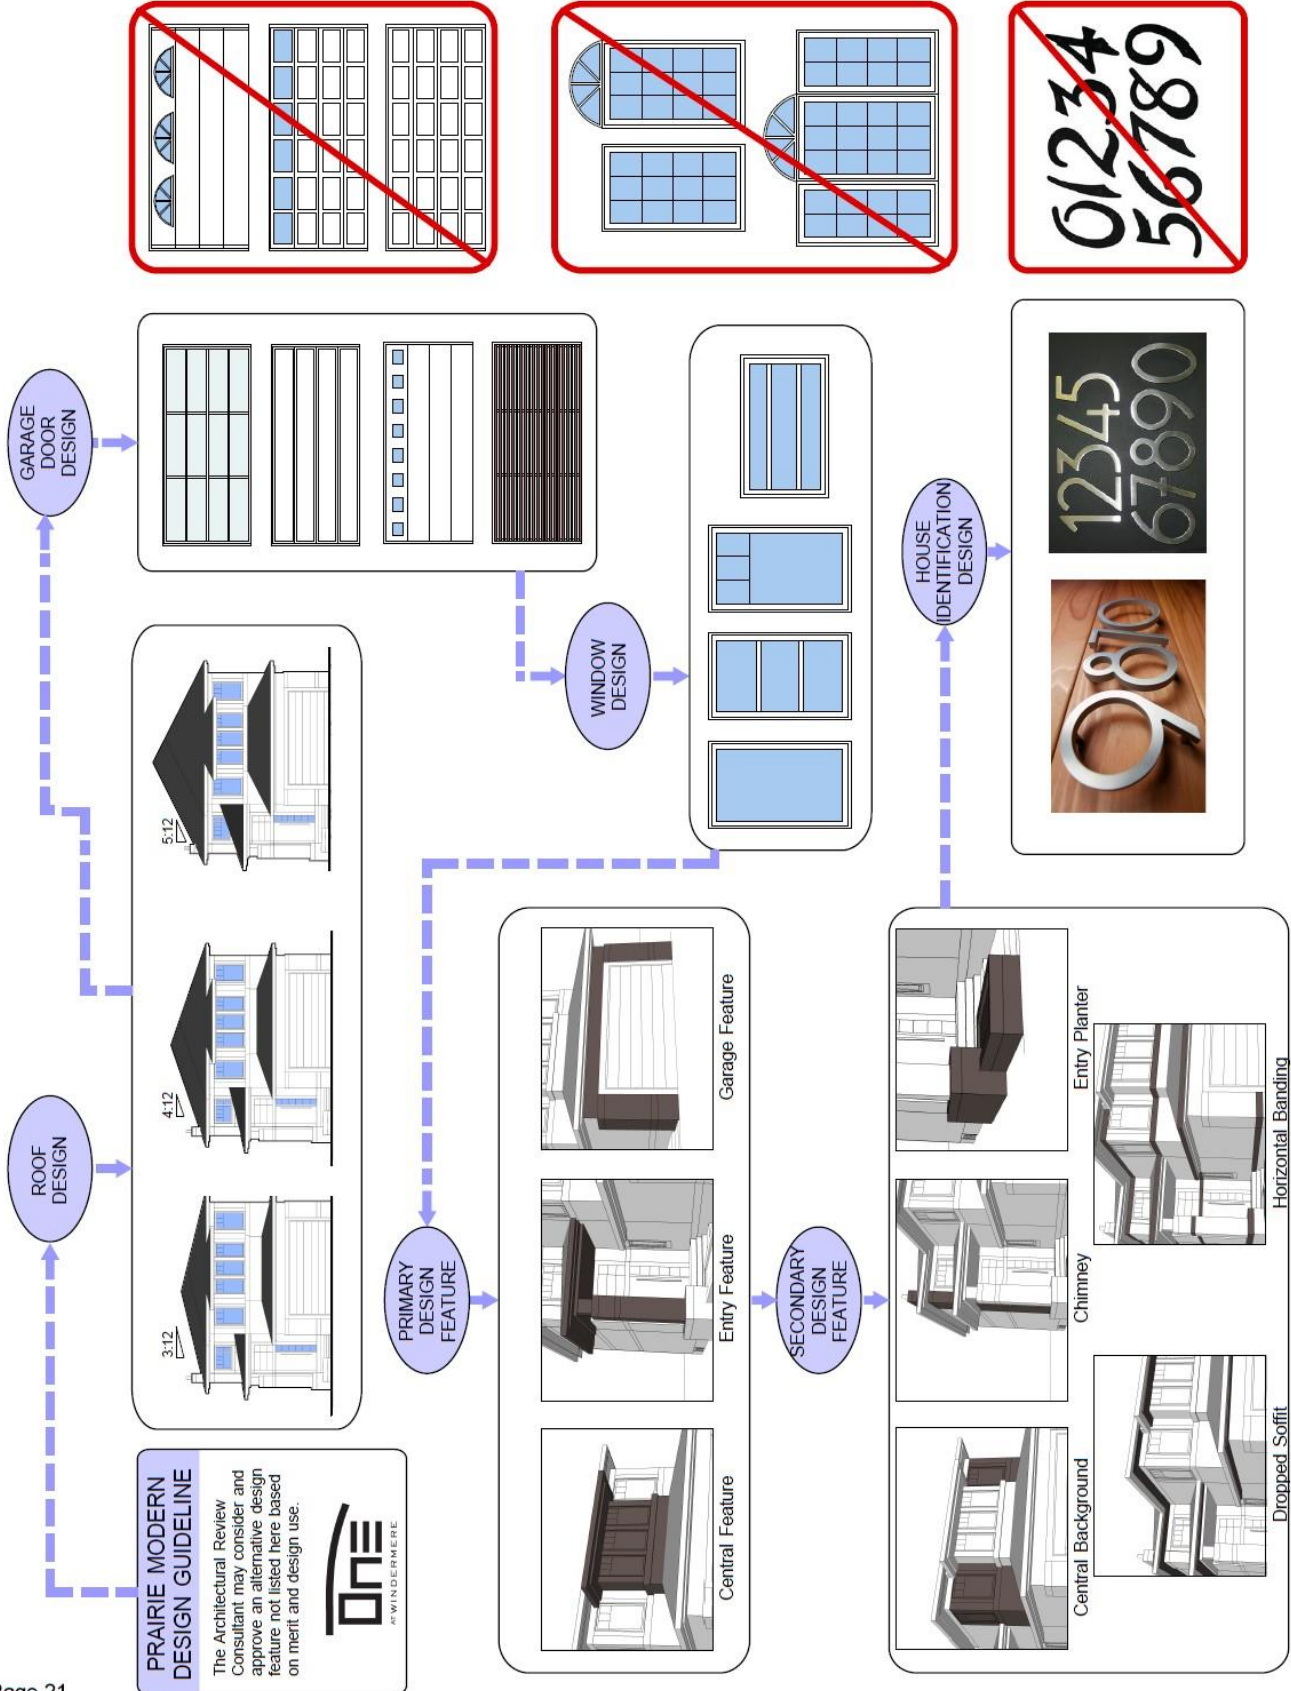 PRAIRIE MODERN
DESIGN GUIDELINE
The Architectural Review
Consultant may consider and
approve an alternative design
feature not listed here based
on merit and design use.
ONE
AT WINDERMERE
ROOF
DESIGN
3:12
4:12
5:12
GARAGE
DOOR
DESIGN
WINDOW
DESIGN
PRIMARY
DESIGN
FEATURE
Central Feature
Entry Feature
Garage Feature
SECONDARY
DESIGN
FEATURE
Central Background
Chimney
Entry Planter
Dropped Soffit
Horizontal Banding
HOUSE
IDENTIFICATION
DESIGN
9810
12345
67890
01234
56789
Page 21